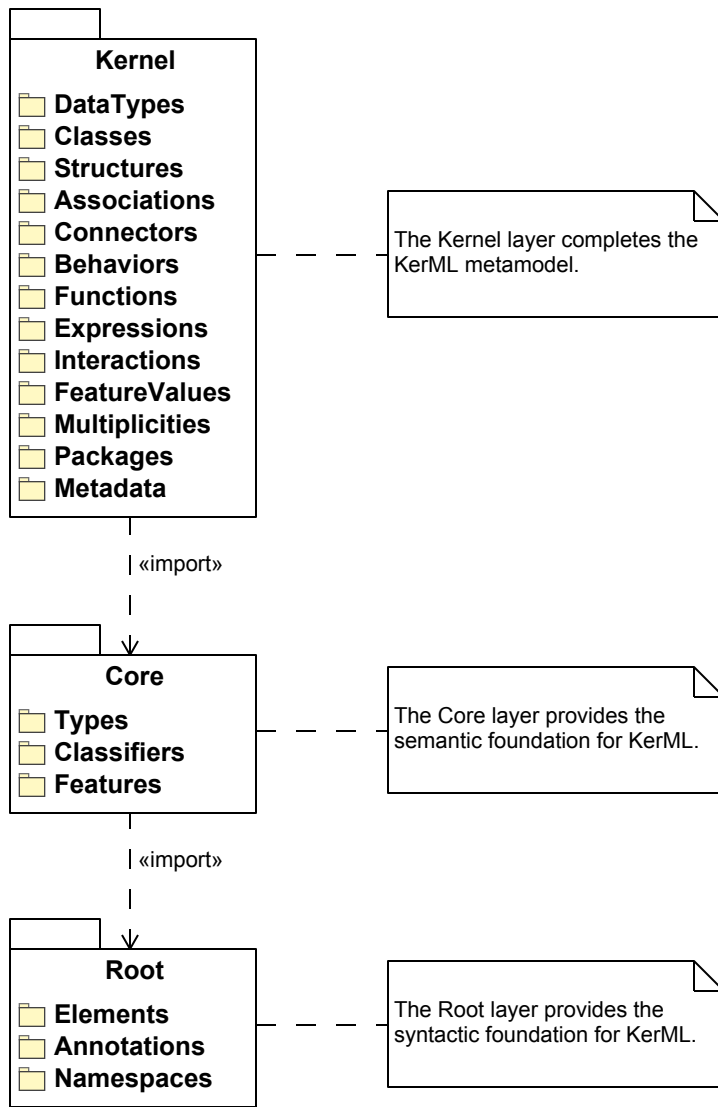 Kernel
DataTypes
Classes
Structures
Associations
Connectors
Behaviors
Functions
Expressions
Interactions
FeatureValues
Multiplicities
Packages
Metadata
The Kernel layer completes the
KerML metamodel.
«import»
Core
Types
Classifiers
Features
The Core layer provides the
semantic foundation for KerML.
«import»
Root
Elements
Annotations
Namespaces
The Root layer provides the
syntactic foundation for KerML.